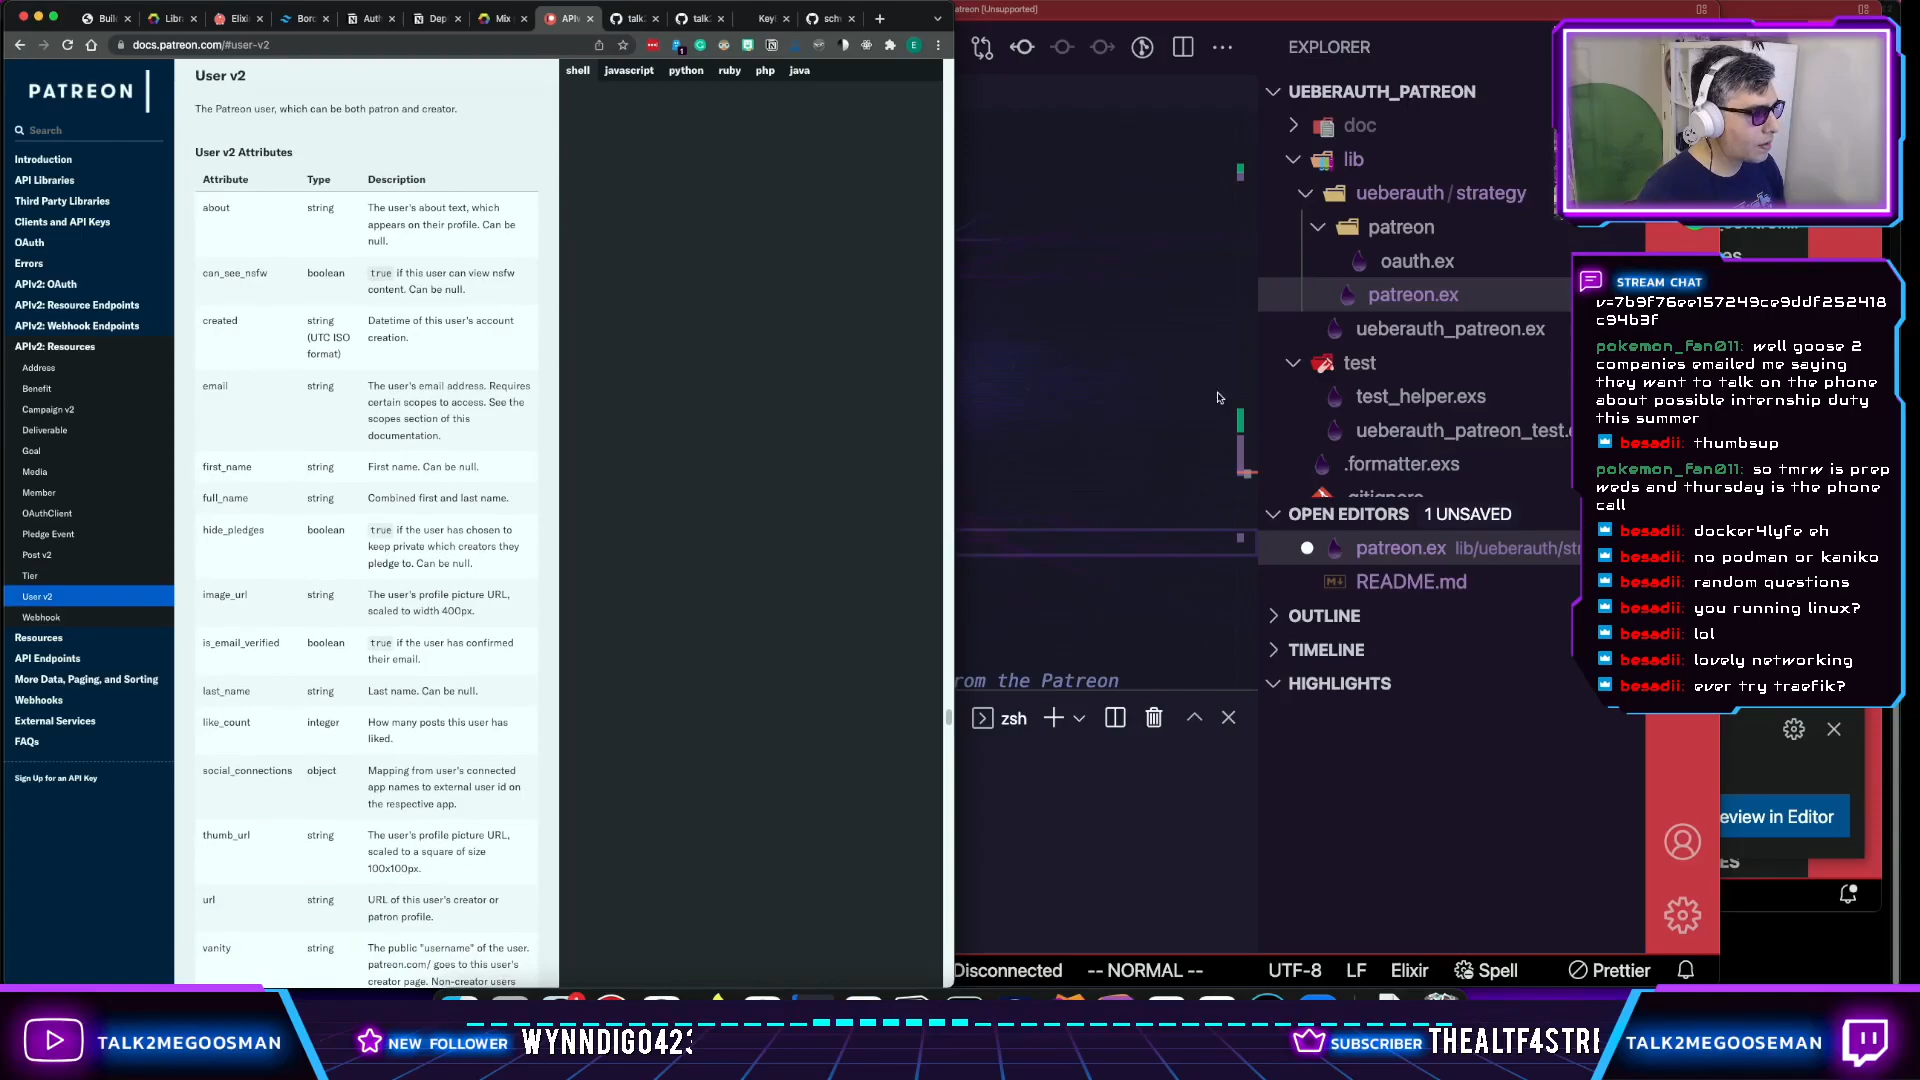 Buil
Libra
Elixi
Bord
Auth
Dep
Mix
APIv
talk2
talk2
Key
sch
docs.patreon.com/#user-v2
PATREON
Search
Introduction
API Libraries
Third Party Libraries
Clients and API Keys
OAuth
Errors
APIv2: OAuth
APIv2: Resource Endpoints
APIv2: Webhook Endpoints
APIv2: Resources
Address
Benefit
Campaign v2
Deliverable
Goal
Media
Member
OAuthClient
Pledge Event
Post v2
Tier
User v2
Webhook
Resources
API Endpoints
More Data, Paging, and Sorting
Webhooks
External Services
FAQs
Sign Up for an API Key
User v2
The Patreon user, which can be both patron and creator.
User v2 Attributes
Attribute Type Description
about string The user's about text, which
appears on their profile. Can be
null.
can_see_nsfw boolean true if this user can view nsfw
content. Can be null.
created string Datetime of this user's account
(UTC ISO creation.
format)
email string The user's email address. Requires
certain scopes to access. See the
scopes section of this
documentation.
first_name string First name. Can be null.
full_name string Combined first and last name.
hide_pledges boolean true if the user has chosen to
keep private which creators they
pledge to. Can be null.
image_url string The user's profile picture URL,
scaled to width 400px.
is_email_verified boolean true if the user has confirmed
their email.
last_name string Last name. Can be null.
like_count integer How many posts this user has
liked.
social_connections object Mapping from user's connected
app names to external user id on
the respective app.
thumb_url string The user's profile picture URL,
scaled to a square of size
100x100px.
url string URL of this user's creator or
patron profile.
vanity string The public "username" of the user.
patreon.com/ goes to this user's
creator page. Non-creator users
shell javascript python ruby php java
atreon [Unsupported]
EXPLORER
UEBERAUTH_PATREON
doc
lib
ueberauth / strategy
patreon
oauth.ex
patreon.ex
ueberauth_patreon.ex
test
test_helper.exs
ueberauth_patreon_test.e
.formatter.exs
.gitignore
OPEN EDITORS 1 UNSAVED
patreon.ex lib/ueberauth/str
README.md
OUTLINE
TIMELINE
HIGHLIGHTS
rom the Patreon
zsh
Disconnected -- NORMAL -- UTF-8 LF Elixir Spell Prettier
STREAM CHAT
v=7b9f76ee157249ce9ddf252418
c94b3f
pokemon_fan011: well goose 2
companies emailed me saying
they want to talk on the phone
about possible internship duty
this summer
besadii: thumbsup
pokemon_fan011: so tmrw is prep
weds and thursday is the phone
call
besadii: docker4lyfe eh
besadii: no podman or kaniko
besadii: random questions
besadii: you running linux?
besadii: lol
besadii: lovely networking
besadii: ever try traefik?
eview in Editor
TALK2MEGOOSMAN
NEW FOLLOWER WYNNDIGO423
SUBSCRIBER THEALTF4STRE
TALK2MEGOOSEMAN